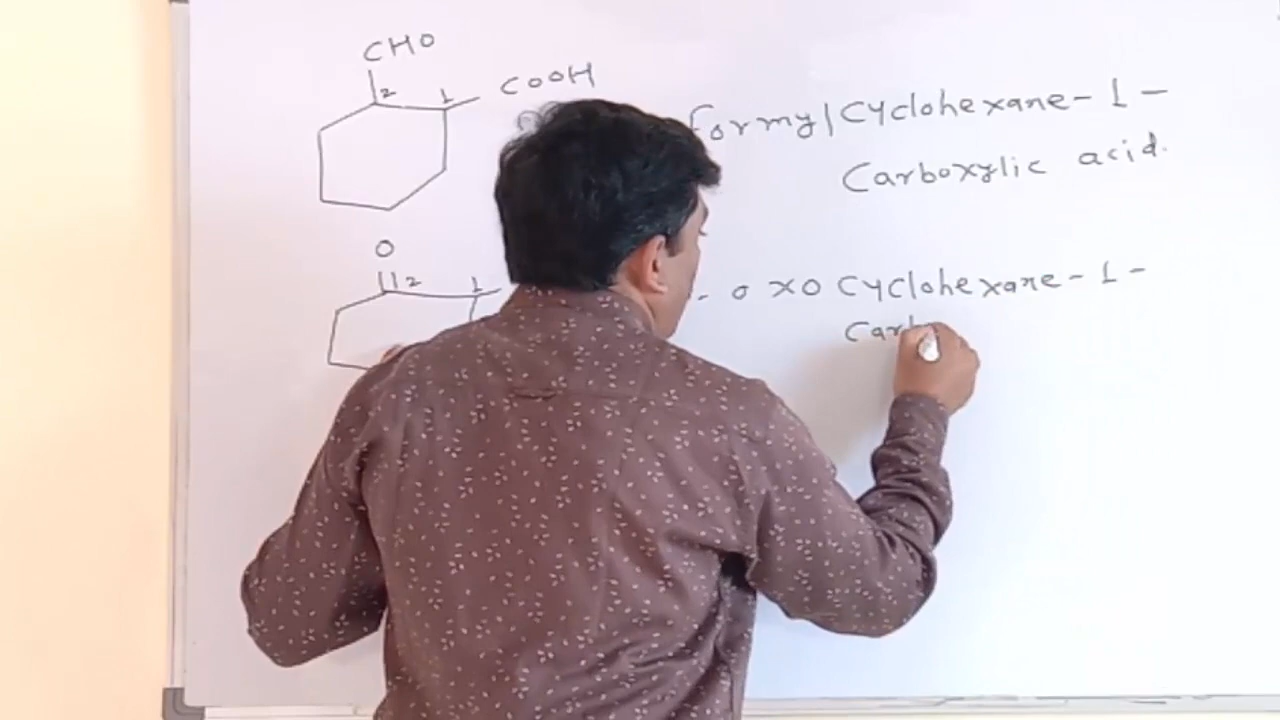 CHO
2 1 COOH
formylcyclohexane-1-
Carboxylic acid.
O
2 1 - oxo cyclohexane-1-
Car